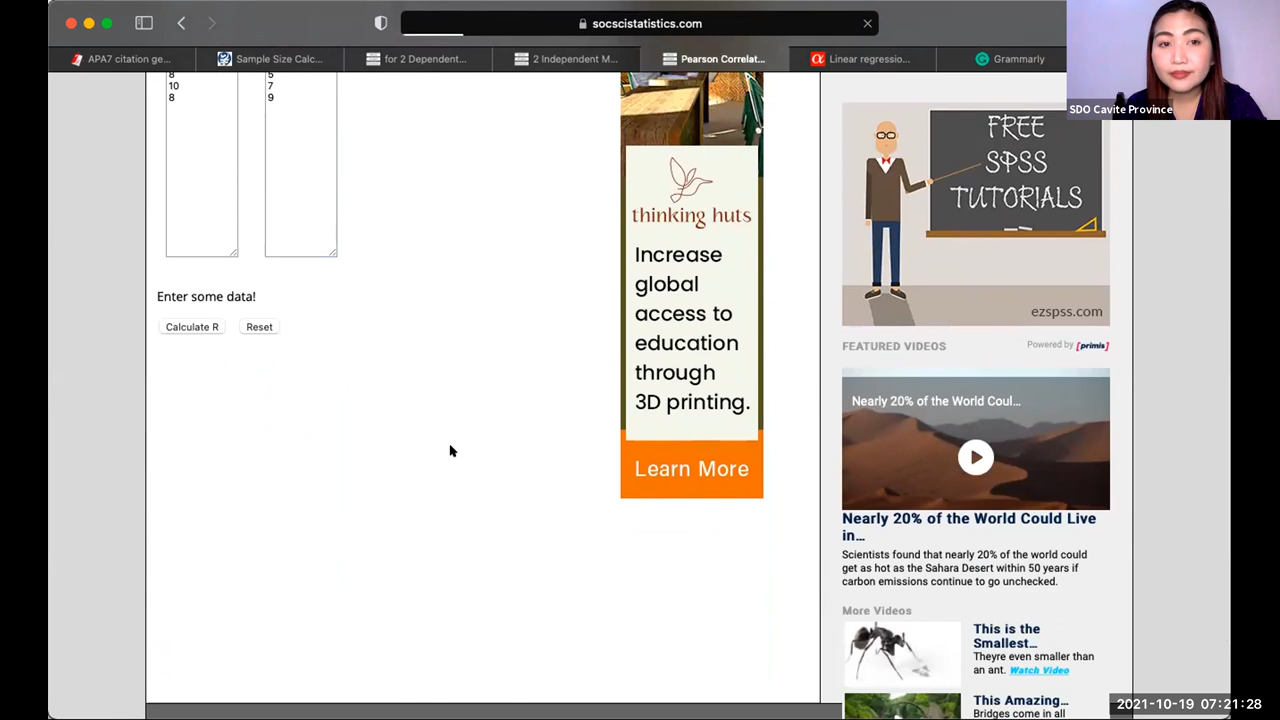 socscistatistics.com
APA7 citation ge...
Sample Size Calc...
for 2 Dependent...
2 Independent M...
Pearson Correlat...
Linear regressio...
Grammarly
SDO Cavite Province
8
10
8
5
7
9
Enter some data!
Calculate R
Reset
thinking huts
Increase
global
access to
education
through
3D printing.
Learn More
FREE
SPSS
TUTORIALS
ezspss.com
FEATURED VIDEOS
Powered by [primis]
Nearly 20% of the World Coul...
Nearly 20% of the World Could Live
in...
Scientists found that nearly 20% of the world could
get as hot as the Sahara Desert within 50 years if
carbon emissions continue to go unchecked.
More Videos
This is the
Smallest...
Theyre even smaller than
an ant. Watch Video
This Amazing...
Bridges come in all
2021-10-19 07:21:28